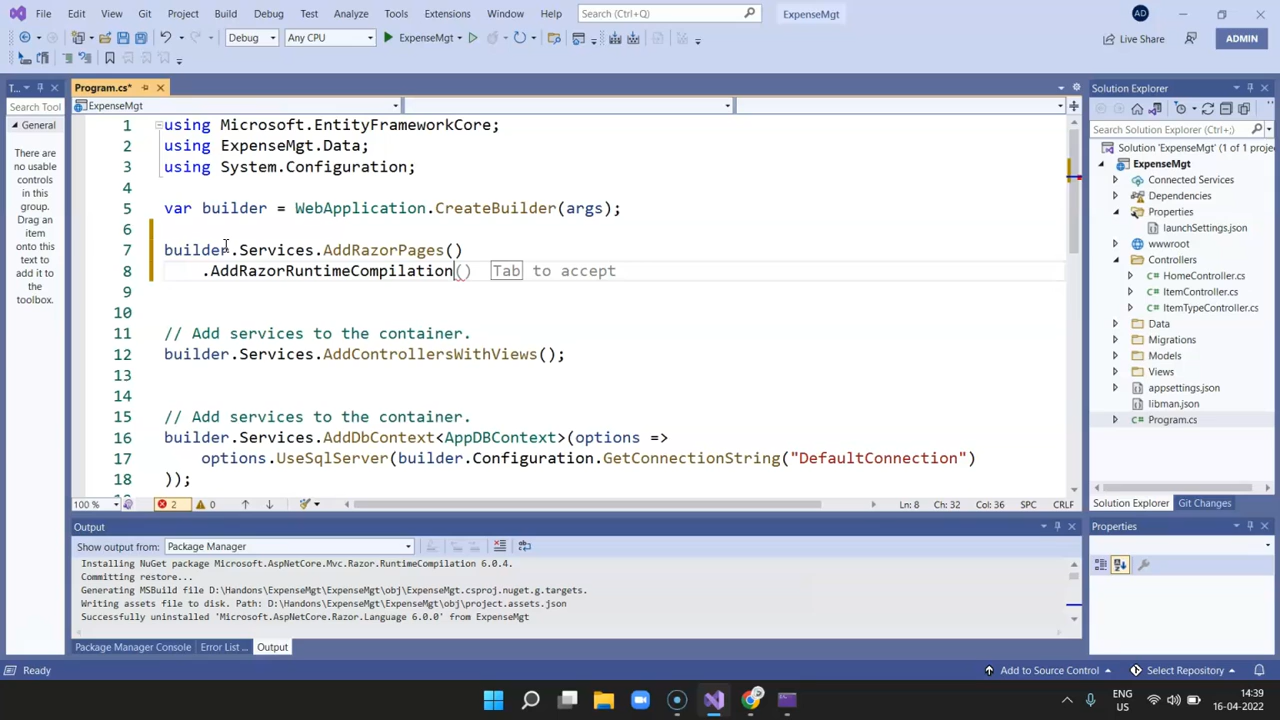 File Edit View Git Project Build Debug Test Analyze Tools Extensions Window Help Search (Ctrl+Q) ExpenseMgt AD
Debug Any CPU ExpenseMgt Live Share ADMIN
T... Program.cs* Solution Explorer
Search Tool ExpenseMgt
General
There are no usable controls in this group. Drag an item onto this text to add it to the toolbox.
1 using Microsoft.EntityFrameworkCore;
2 using ExpenseMgt.Data;
3 using System.Configuration;
4
5 var builder = WebApplication.CreateBuilder(args);
6
7 builder.Services.AddRazorPages()
8 .AddRazorRuntimeCompilation() Tab to accept
9
10
11 // Add services to the container.
12 builder.Services.AddControllersWithViews();
13
14
15 // Add services to the container.
16 builder.Services.AddDbContext<AppDBContext>(options =>
17 options.UseSqlServer(builder.Configuration.GetConnectionString("DefaultConnection")
18 ));
100 % 2 0 Ln: 8 Ch: 32 Col: 36 SPC CRLF
Search Solution Explorer (Ctrl+;)
Solution 'ExpenseMgt' (1 of 1 proje
ExpenseMgt
Connected Services
Dependencies
Properties
launchSettings.json
wwwroot
Controllers
HomeController.cs
ItemController.cs
ItemTypeController.cs
Data
Migrations
Models
Views
appsettings.json
libman.json
Program.cs
Solution Explorer Git Changes
Properties
Output
Show output from: Package Manager
Installing NuGet package Microsoft.AspNetCore.Mvc.Razor.RuntimeCompilation 6.0.4.
Committing restore...
Generating MSBuild file D:\Handons\ExpenseMgt\ExpenseMgt\obj\ExpenseMgt.csproj.nuget.g.targets.
Writing assets file to disk. Path: D:\Handons\ExpenseMgt\ExpenseMgt\obj\project.assets.json
Successfully uninstalled 'Microsoft.AspNetCore.Razor.Language 6.0.0' from ExpenseMgt
Package Manager Console Error List ... Output
Ready Add to Source Control Select Repository
ENG US 14:39 16-04-2022